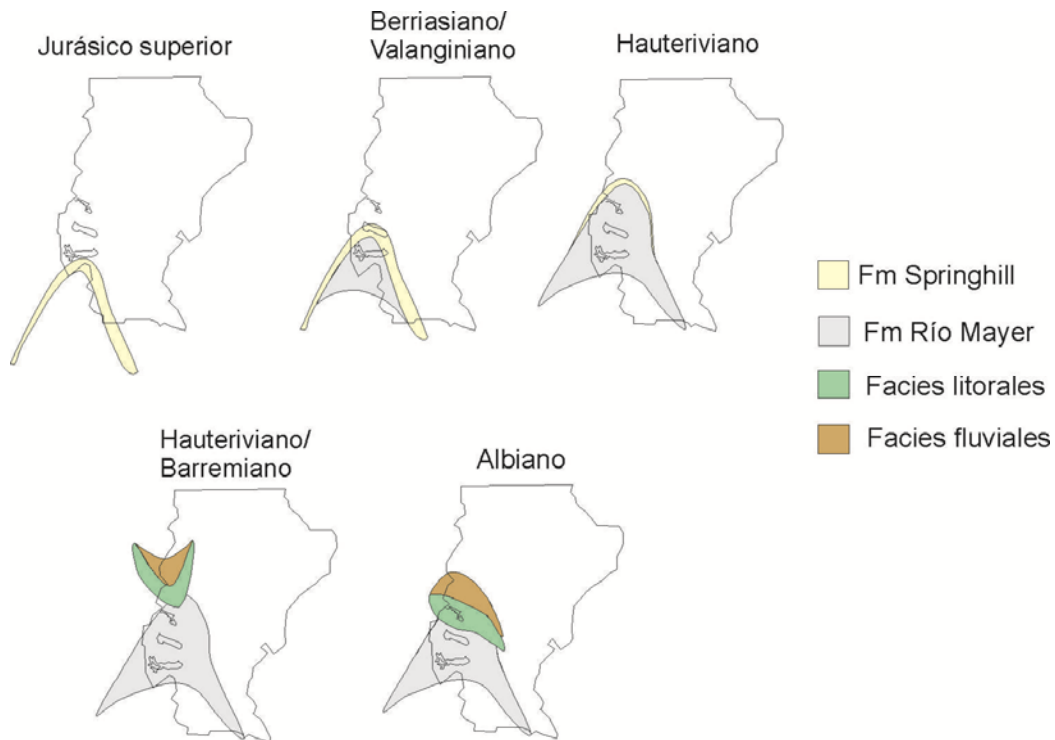 Jurásico superior
Berriasiano/
Valanginiano
Hauteriviano
Fm Springhill
Fm Río Mayer
Facies litorales
Facies fluviales
Hauteriviano/
Barremiano
Albiano